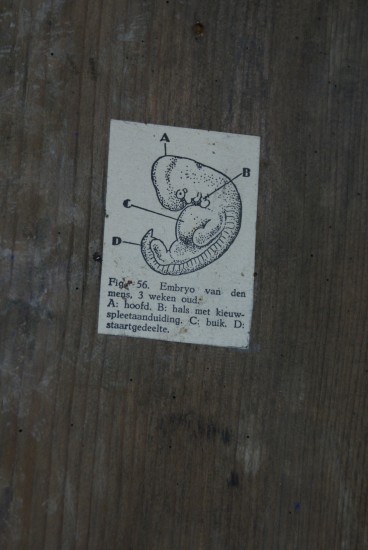 A
B
C
D
Fig. 56. Embryo van den
mens, 3 weken oud.
A: hoofd. B: hals met kieuw-
spleetaanduiding. C: buik. D:
staartgedeelte.